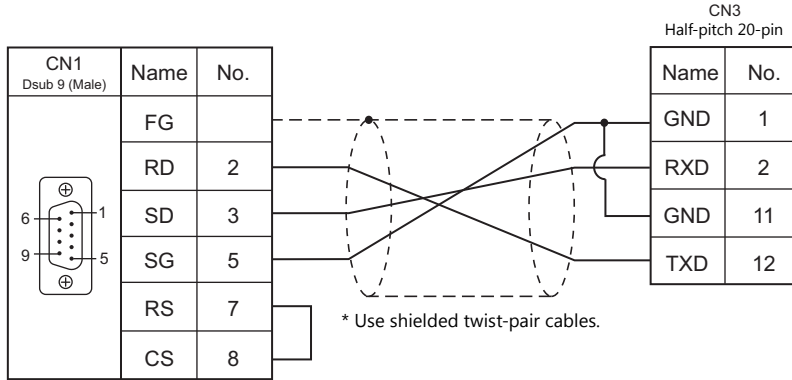 CN3
Half-pitch 20-pin
CN1
Dsub 9 (Male)
Name No.
Name No.
FG
GND 1
RD 2
RXD 2
SD 3
GND 11
SG 5
TXD 12
RS 7
CS 8
6 1
9 5
* Use shielded twist-pair cables.